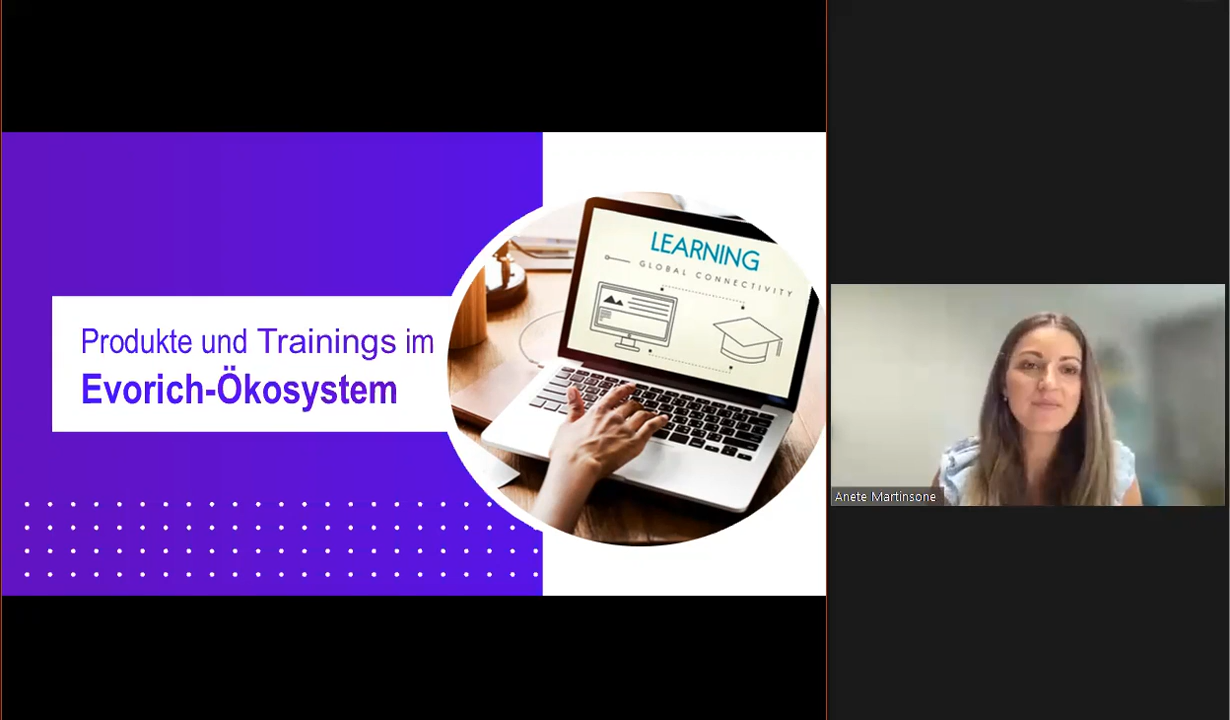 Produkte und Trainings im
Evorich-Ökosystem
LEARNING
GLOBAL CONNECTIVITY
Anete Martinsone